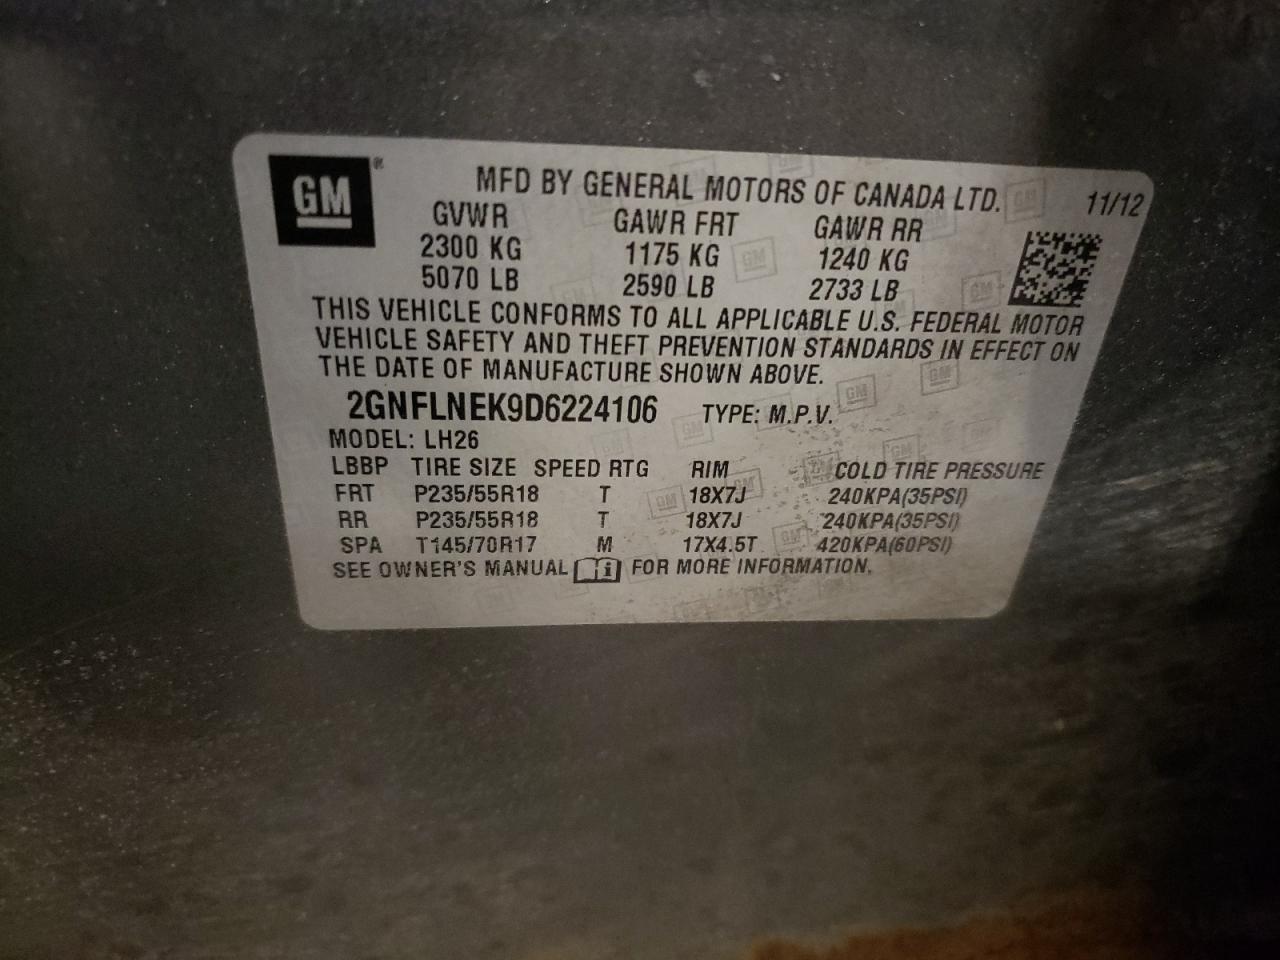 GM®
MFD BY GENERAL MOTORS OF CANADA LTD. 11/12
GVWR GAWR FRT GAWR RR
2300 KG 1175 KG 1240 KG
5070 LB 2590 LB 2733 LB
THIS VEHICLE CONFORMS TO ALL APPLICABLE U.S. FEDERAL MOTOR
VEHICLE SAFETY AND THEFT PREVENTION STANDARDS IN EFFECT ON
THE DATE OF MANUFACTURE SHOWN ABOVE.
2GNFLNEK9D6224106 TYPE: M.P.V.
MODEL: LH26
LBBP TIRE SIZE SPEED RTG RIM COLD TIRE PRESSURE
FRT P235/55R18 T 18X7J 240KPA(35PSI)
RR P235/55R18 T 18X7J 240KPA(35PSI)
SPA T145/70R17 M 17X4.5T 420KPA(60PSI)
SEE OWNER'S MANUAL i FOR MORE INFORMATION.